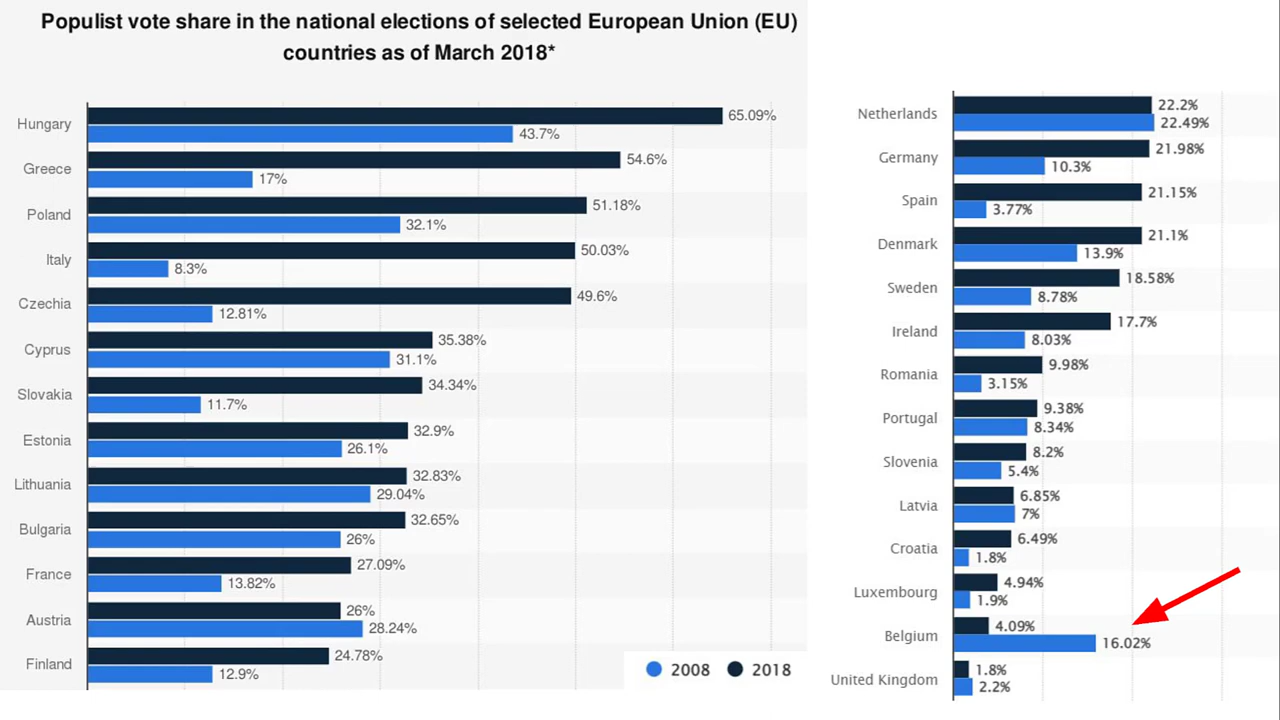 Populist vote share in the national elections of selected European Union (EU)
countries as of March 2018*
Hungary
65.09%
43.7%
Greece
54.6%
17%
Poland
51.18%
32.1%
Italy
50.03%
8.3%
Czechia
49.6%
12.81%
Cyprus
35.38%
31.1%
Slovakia
34.34%
11.7%
Estonia
32.9%
26.1%
Lithuania
32.83%
29.04%
Bulgaria
32.65%
26%
France
27.09%
13.82%
Austria
26%
28.24%
Finland
24.78%
12.9%
2008 2018
Netherlands
22.2%
22.49%
Germany
21.98%
10.3%
Spain
21.15%
3.77%
Denmark
21.1%
13.9%
Sweden
18.58%
8.78%
Ireland
17.7%
8.03%
Romania
9.98%
3.15%
Portugal
9.38%
8.34%
Slovenia
8.2%
5.4%
Latvia
6.85%
7%
Croatia
6.49%
1.8%
Luxembourg
4.94%
1.9%
Belgium
4.09%
16.02%
United Kingdom
1.8%
2.2%